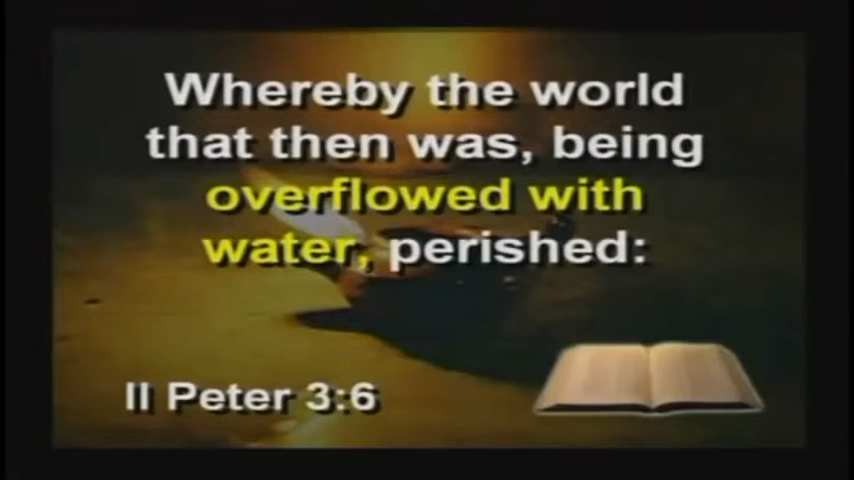 Whereby the world
that then was, being
overflowed with
water, perished:
II Peter 3:6